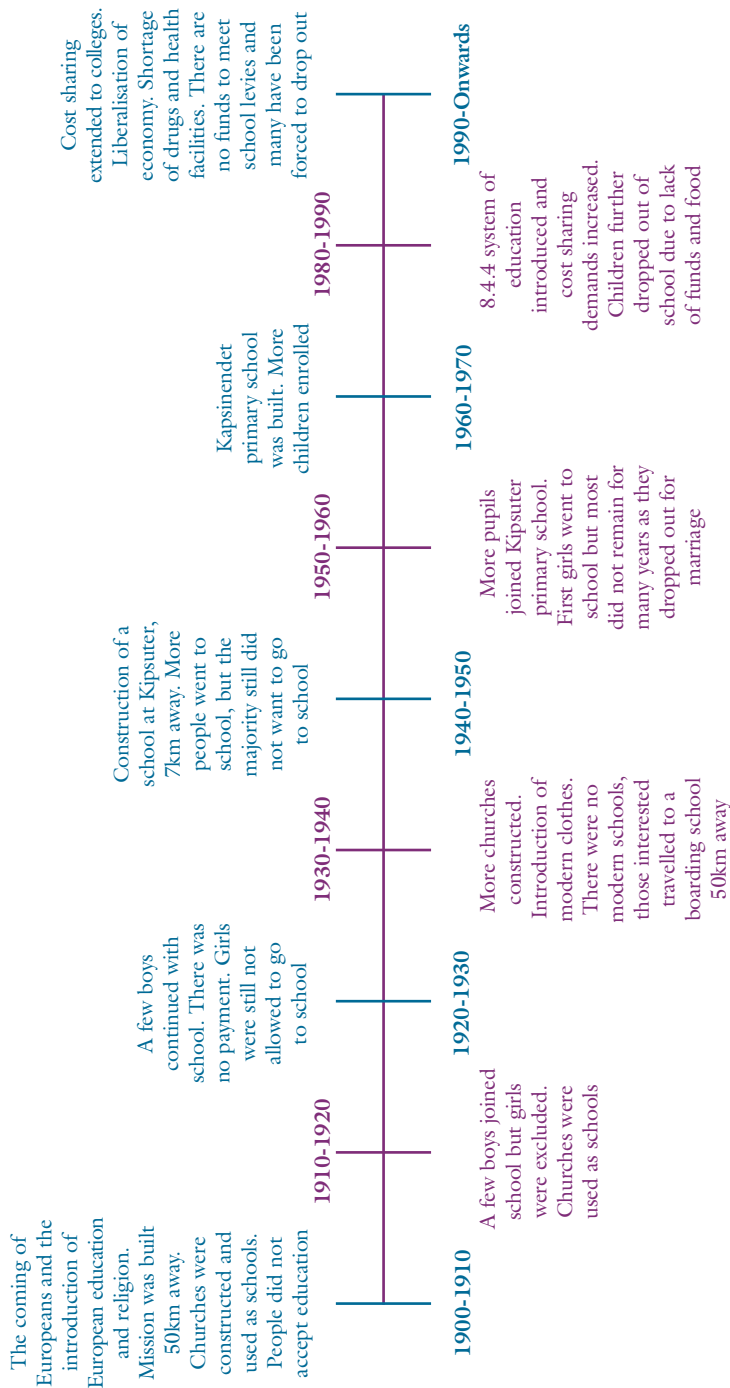 The coming of
Europeans and the
introduction of
European education
and religion.
Mission was built
50km away.
Churches were
constructed and
used as schools.
People did not
accept education
1900-1910
1910-1920
A few boys joined
school but girls
were excluded.
Churches were
used as schools
A few boys
continued with
school. There was
no payment. Girls
were still not
allowed to go
to school
1920-1930
1930-1940
More churches
constructed.
Introduction of
modern clothes.
There were no
modern schools,
those interested
travelled to a
boarding school
50km away
Construction of a
school at Kipsuter,
7km away. More
people went to
school, but the
majority still did
not want to go
to school
1940-1950
1950-1960
More pupils
joined Kipsuter
primary school.
First girls went to
school but most
did not remain for
many years as they
dropped out for
marriage
Kapsinendet
primary school
was built. More
children enrolled
1960-1970
1980-1990
8.4.4 system of
education
introduced and
cost sharing
demands increased.
Children further
dropped out of
school due to lack
of funds and food
Cost sharing
extended to colleges.
Liberalisation of
economy. Shortage
of drugs and health
facilities. There are
no funds to meet
school levies and
many have been
forced to drop out
1990-Onwards